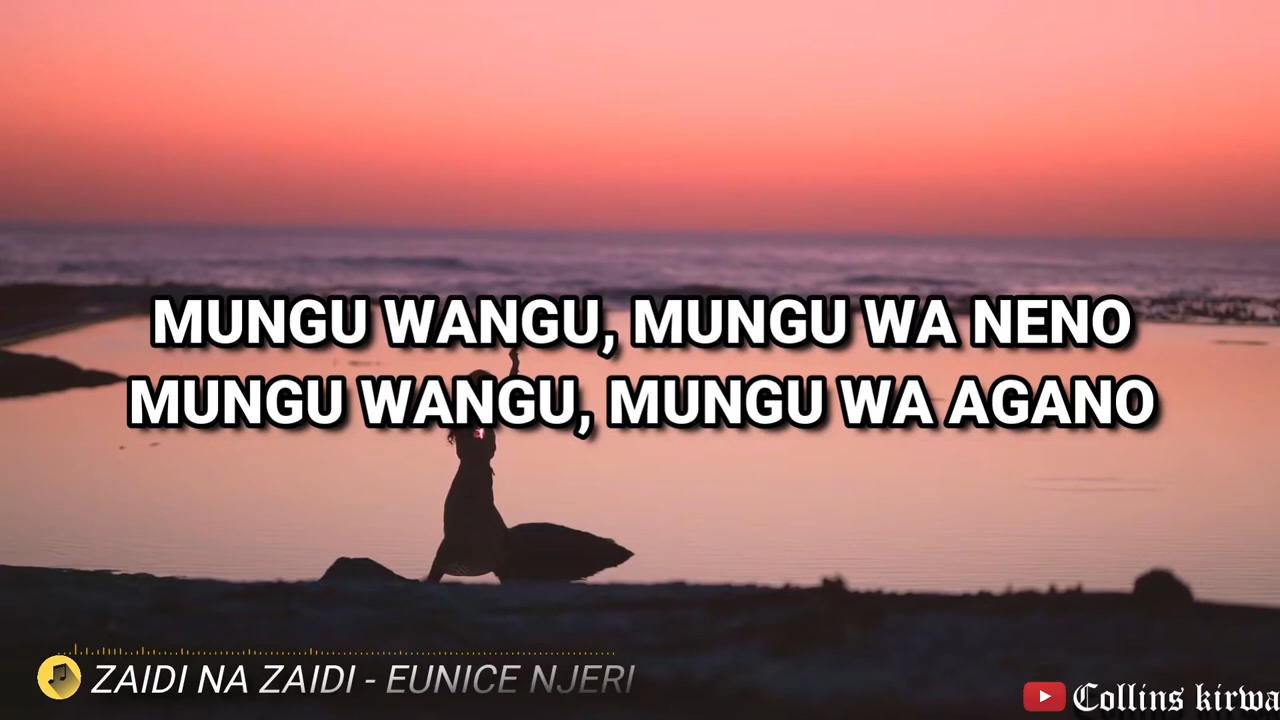 MUNGU WANGU, MUNGU WA NENO
MUNGU WANGU, MUNGU WA AGANO
ZAIDI NA ZAIDI - EUNICE NJERI
Collins kirwa